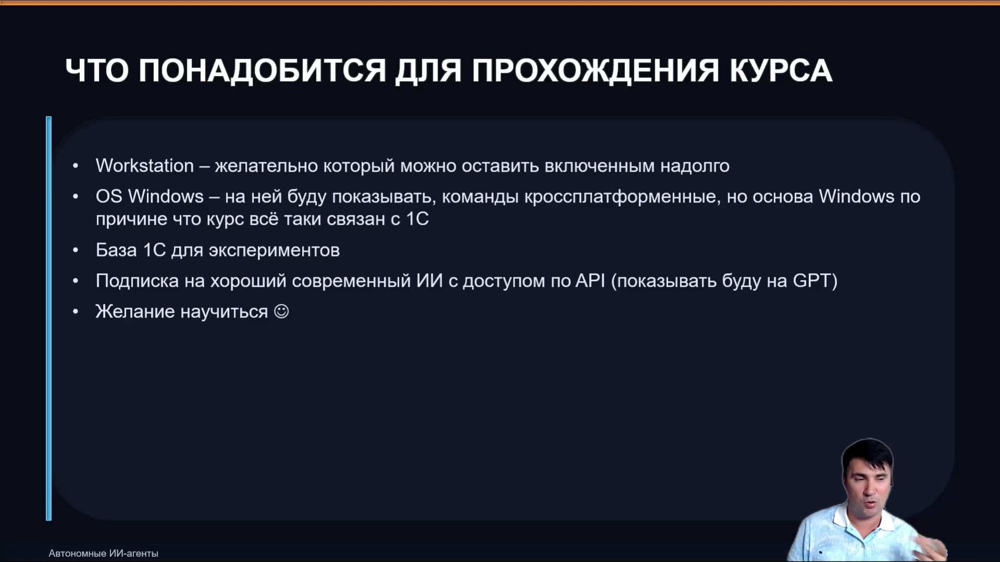 ЧТО ПОНАДОБИТСЯ ДЛЯ ПРОХОЖДЕНИЯ КУРСА
• Workstation – желательно который можно оставить включенным надолго
• OS Windows – на ней буду показывать, команды кроссплатформенные, но основа Windows по
причине что курс всё таки связан с 1С
• База 1С для экспериментов
• Подписка на хороший современный ИИ с доступом по API (показывать буду на GPT)
• Желание научиться ☺
Автономные ИИ-агенты